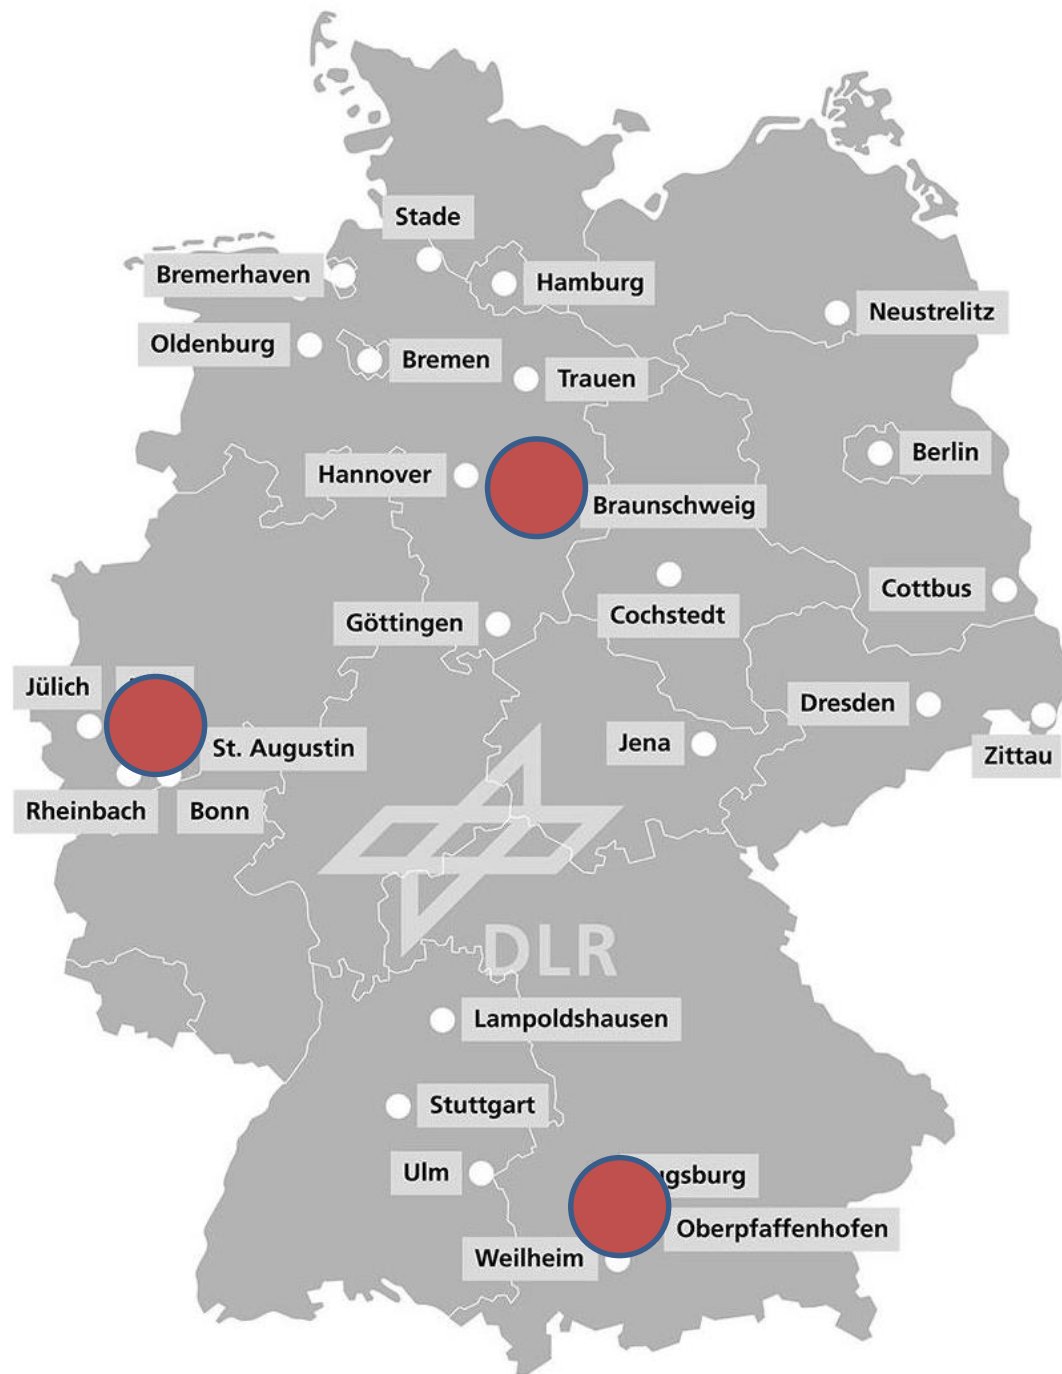 Stade
Bremerhaven
Hamburg
Neustrelitz
Oldenburg
Bremen
Trauen
Hannover
Berlin
Braunschweig
Cottbus
Cochstedt
Göttingen
Jülich
Dresden
St. Augustin
Jena
Zittau
Rheinbach
Bonn
DLR
Lampoldshausen
Stuttgart
Ulm
Oberpfaffenhofen
Weilheim